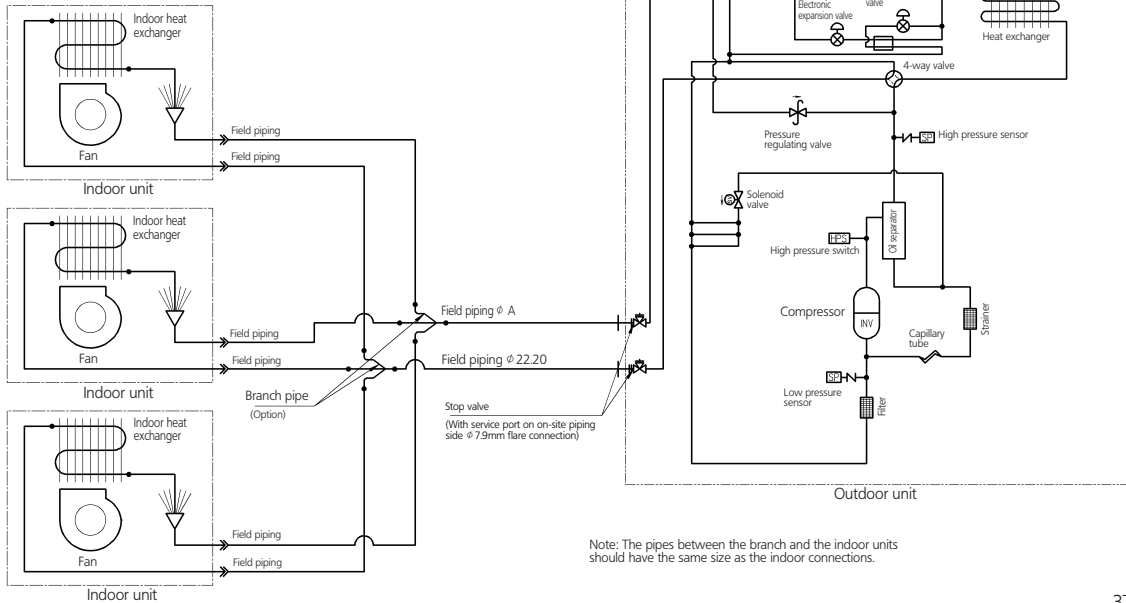 Indoor heat
exchanger
Fan
Indoor unit
Field piping
Field piping
Indoor heat
exchanger
Fan
Indoor unit
Field piping
Field piping
Branch pipe
(Option)
Indoor heat
exchanger
Fan
Indoor unit
Field piping
Field piping
Field piping φ A
Field piping φ 22.20
Stop valve
(With service port on on-site piping
side φ 7.9mm flare connection)
Electronic
expansion valve
valve
Heat exchanger
4-way valve
Pressure
regulating valve
SP High pressure sensor
Solenoid
valve
HPS
High pressure switch
Oil separator
Compressor
INV
Capillary
tube
Strainer
SP
Low pressure
sensor
Filter
Outdoor unit
Note: The pipes between the branch and the indoor units
should have the same size as the indoor connections.